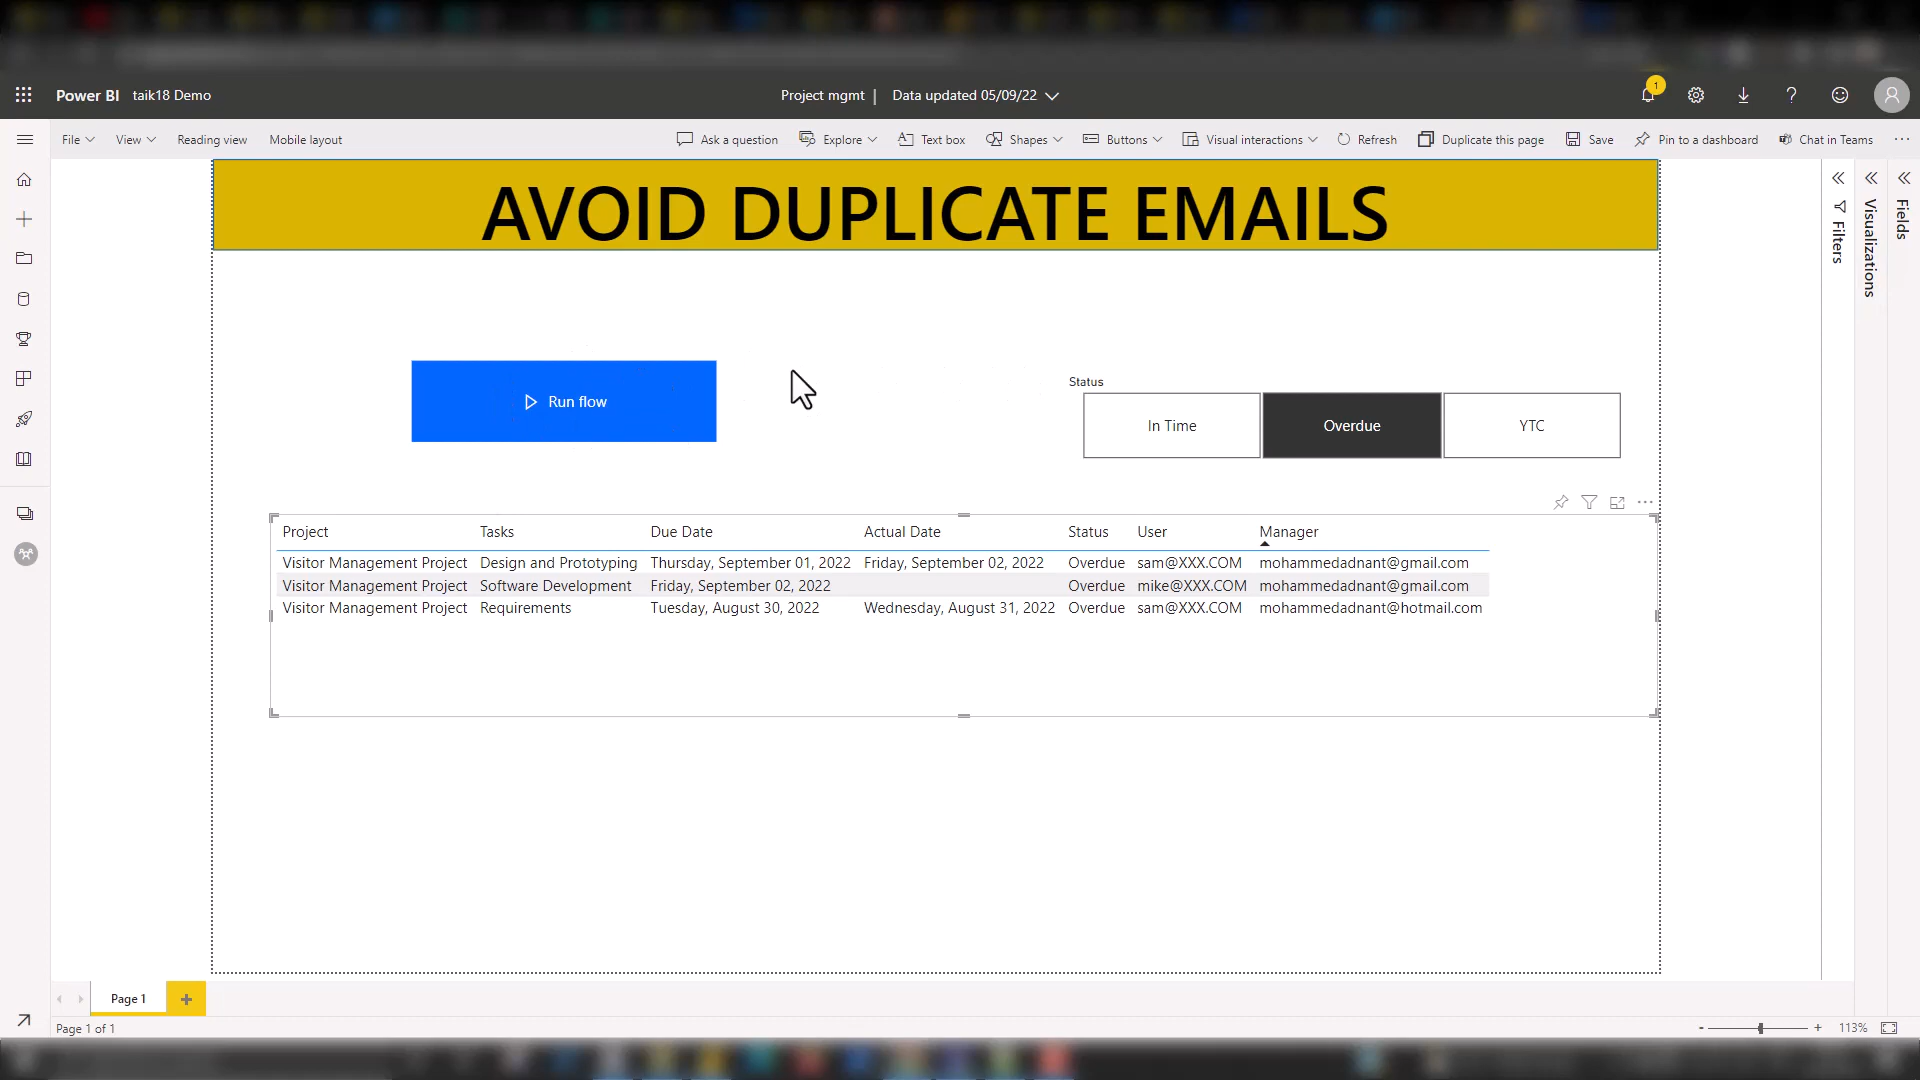 Power BI taik18 Demo Project mgmt | Data updated 05/09/22 1
File View Reading view Mobile layout Ask a question Explore Text box Shapes Buttons Visual interactions Refresh Duplicate this page Save Pin to a dashboard Chat in Teams
AVOID DUPLICATE EMAILS
Filters
Visualizations
Fields
Run flow
Status
In Time Overdue YTC
Project Tasks Due Date Actual Date Status User Manager
Visitor Management Project Design and Prototyping Thursday, September 01, 2022 Friday, September 02, 2022 Overdue sam@XXX.COM mohammedadnant@gmail.com
Visitor Management Project Software Development Friday, September 02, 2022 Overdue mike@XXX.COM mohammedadnant@gmail.com
Visitor Management Project Requirements Tuesday, August 30, 2022 Wednesday, August 31, 2022 Overdue sam@XXX.COM mohammedadnant@hotmail.com
Page 1
Page 1 of 1 - + 113%